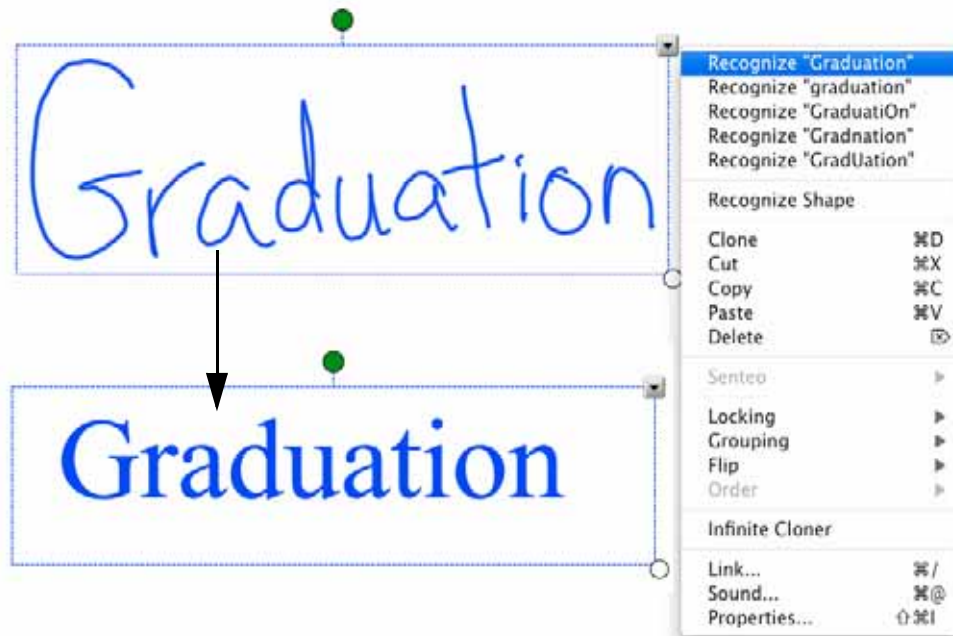 Graduation
Graduation
Recognize "Graduation"
Recognize "graduation"
Recognize "GraduatiOn"
Recognize "Gradnation"
Recognize "GradUation"
Recognize Shape
Clone ⌘D
Cut ⌘X
Copy ⌘C
Paste ⌘V
Delete ⌦
Senteo
Locking
Grouping
Flip
Order
Infinite Cloner
Link... ⌘/
Sound... ⌘@
Properties... ⇧⌘I